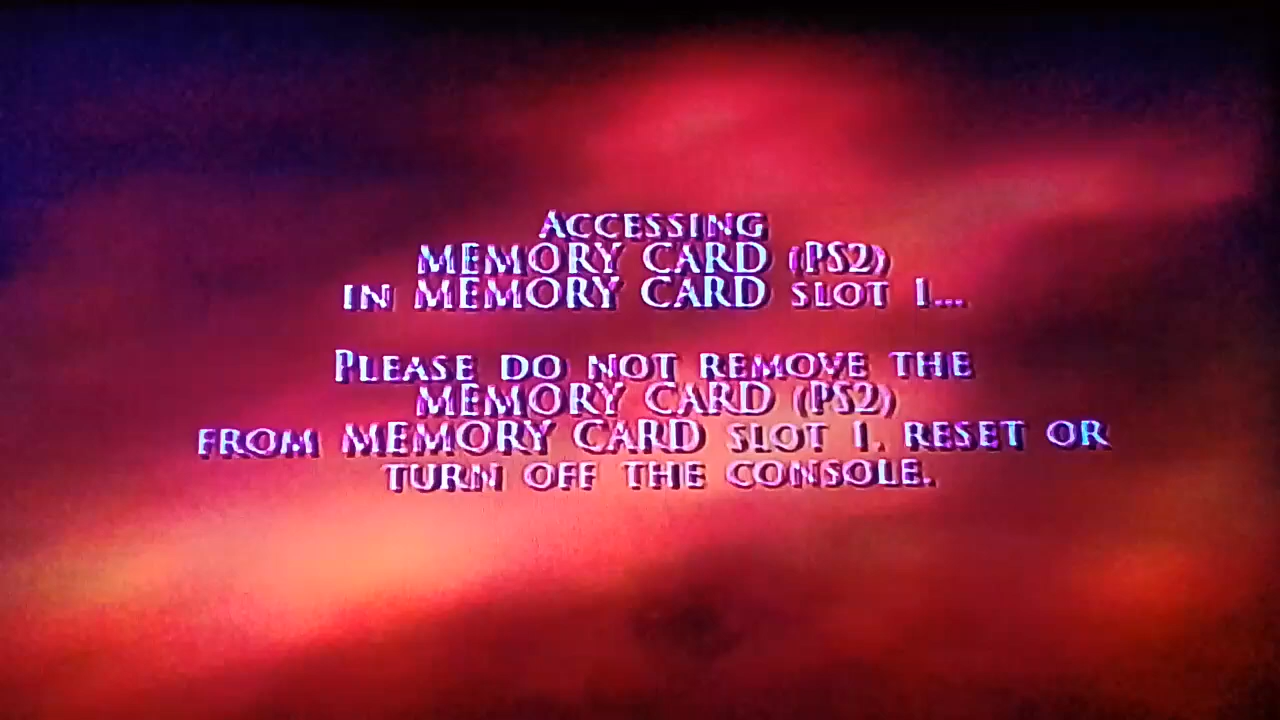 Accessing
MEMORY CARD (PS2)
in MEMORY CARD slot 1...
Please do not remove the
MEMORY CARD (PS2)
from MEMORY CARD slot 1, reset or
turn off the console.